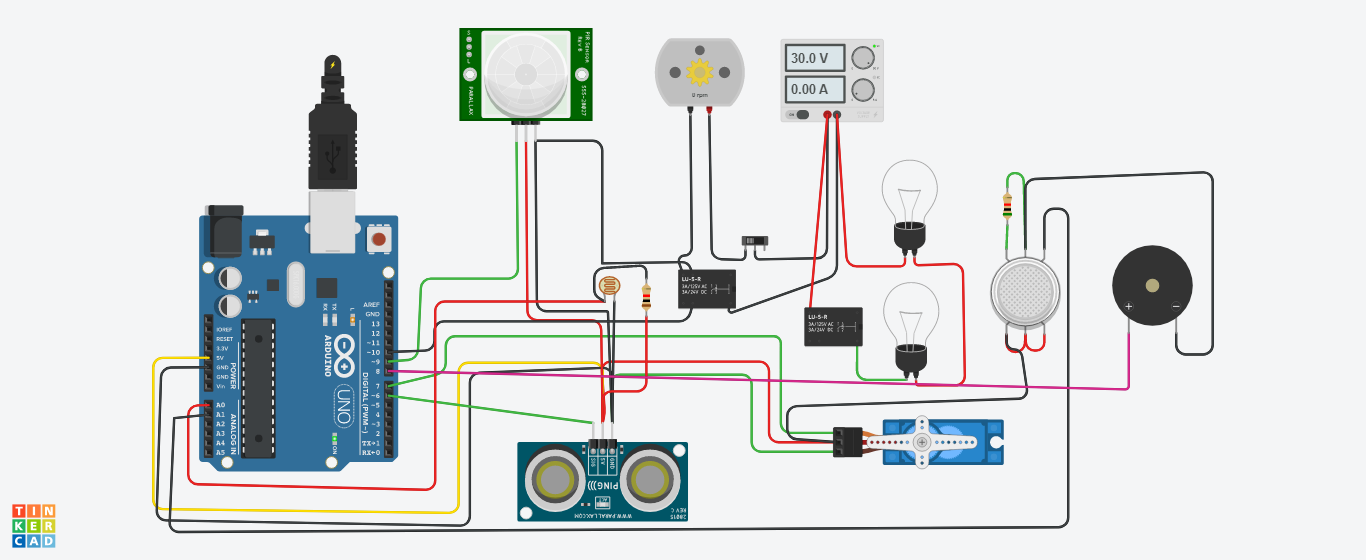 PIR Sensor
Rev B
PARALLAX
555-28027
0 rpm
30.0 V
0.00 A
LU-5-R
3A/125V AC
3A/24V DC
LU-5-R
3A/125V AC
3A/24V DC
AREF
GND
13
12
~11
~10
~9
8
7
~6
~5
4
~3
2
TX→1
RX←0
DIGITAL (PWM~)
IOREF
RESET
3.3V
5V
GND
GND
Vin
POWER
A0
A1
A2
A3
A4
A5
ANALOG IN
TX
RX
L
ARDUINO
UNO
ON
SIG
5V
GND
PING)))
WWW.PARALLAX.COM
28015
REV C
+
−
TIN
KER
CAD